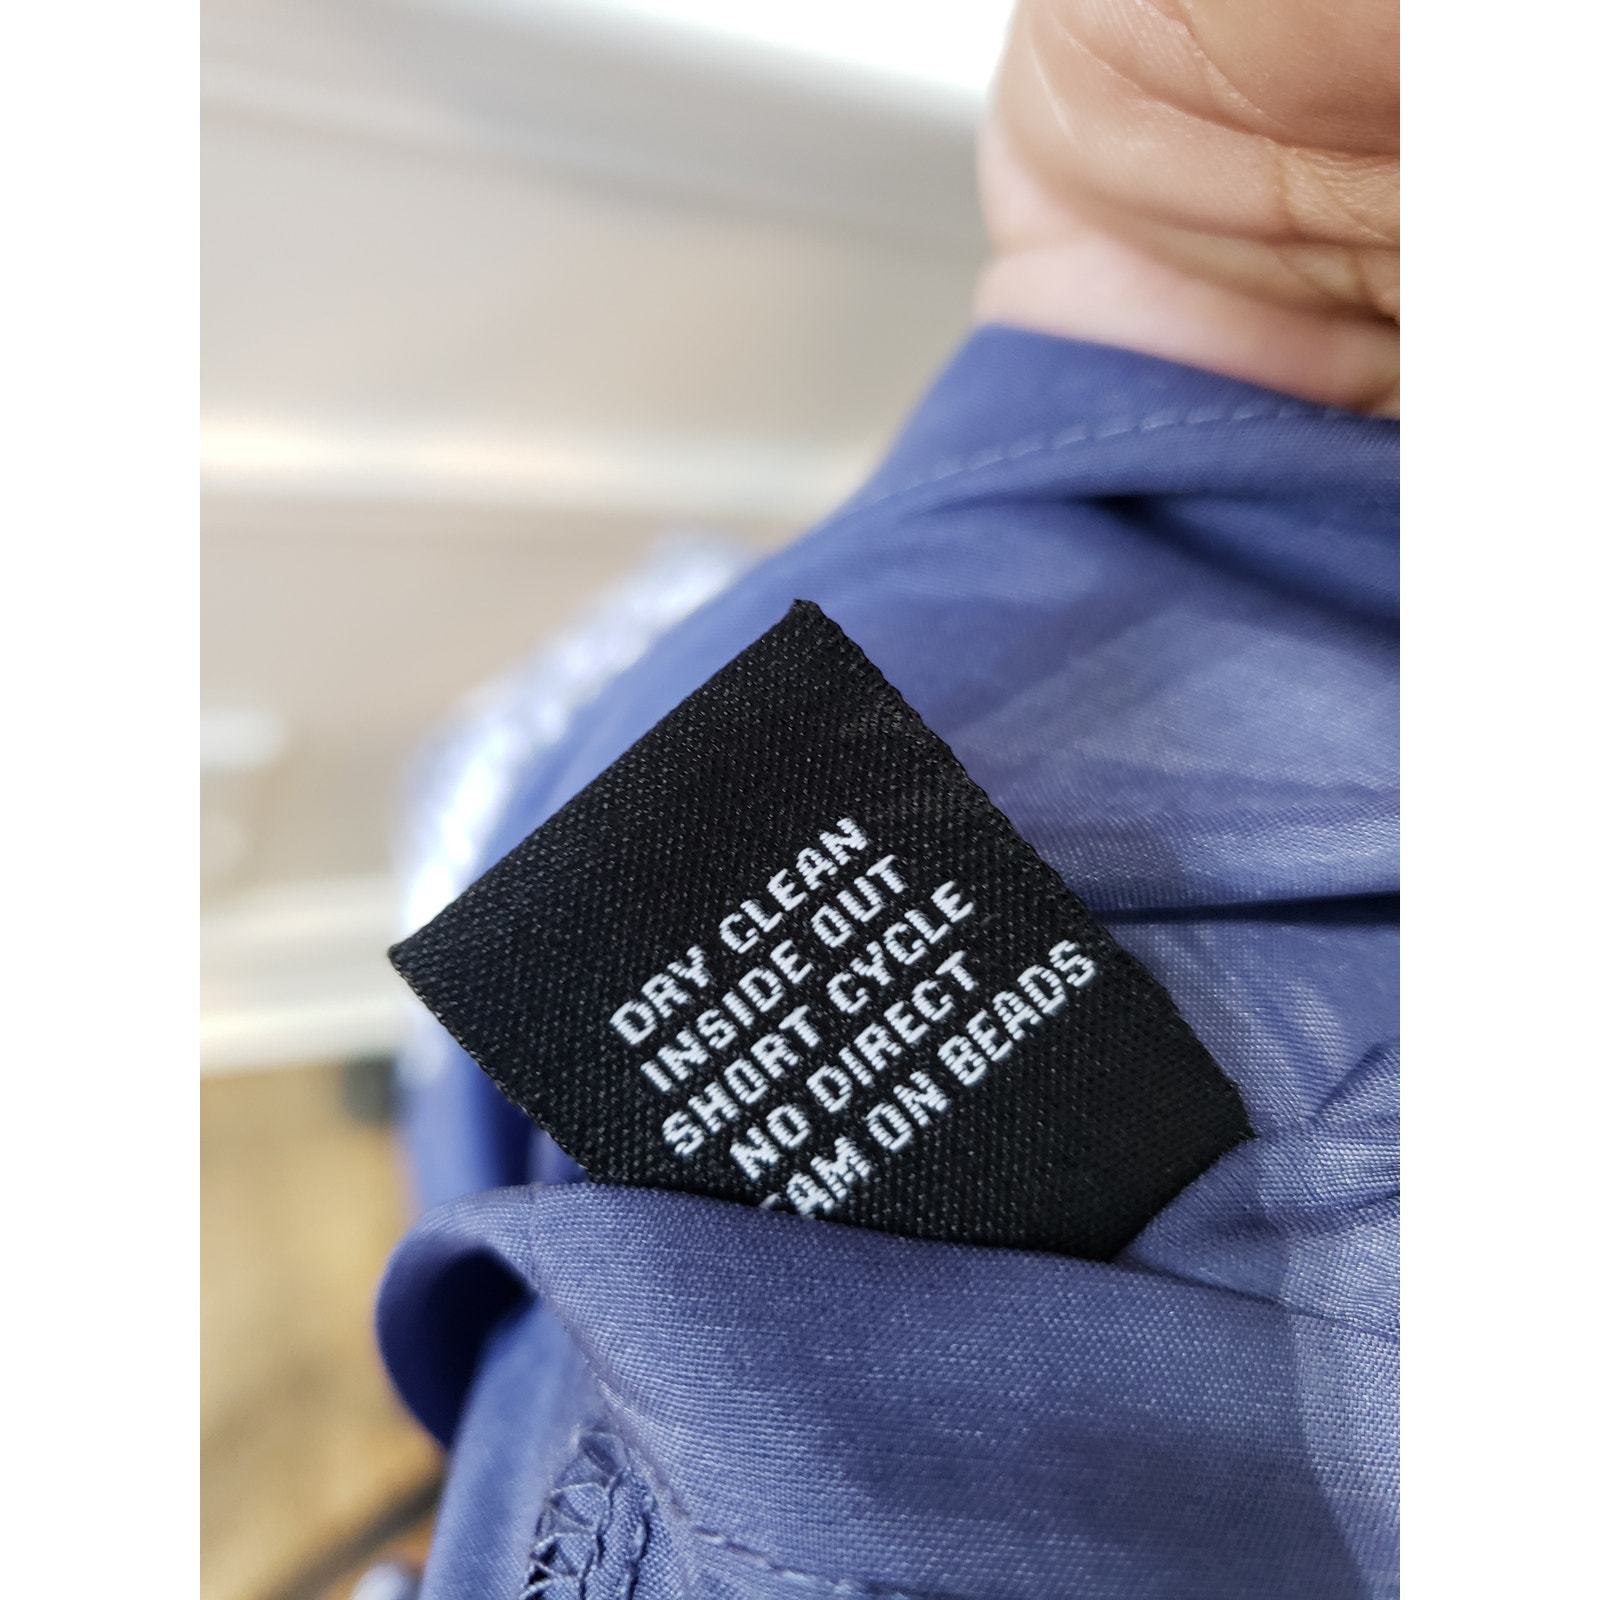 DRY CLEAN
INSIDE OUT
SHORT CYCLE
NO DIRECT
ON BEADS